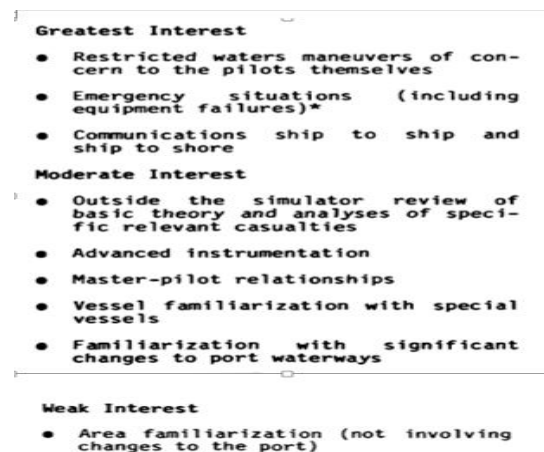 Greatest Interest
● Restricted waters maneuvers of con-
cern to the pilots themselves
● Emergency situations (including
equipment failures)*
● Communications ship to ship and
ship to shore
Moderate Interest
● Outside the simulator review of
basic theory and analyses of speci-
fic relevant casualties
● Advanced instrumentation
● Master-pilot relationships
● Vessel familiarization with special
vessels
● Familiarization with significant
changes to port waterways
Weak Interest
● Area familiarization (not involving
changes to the port)